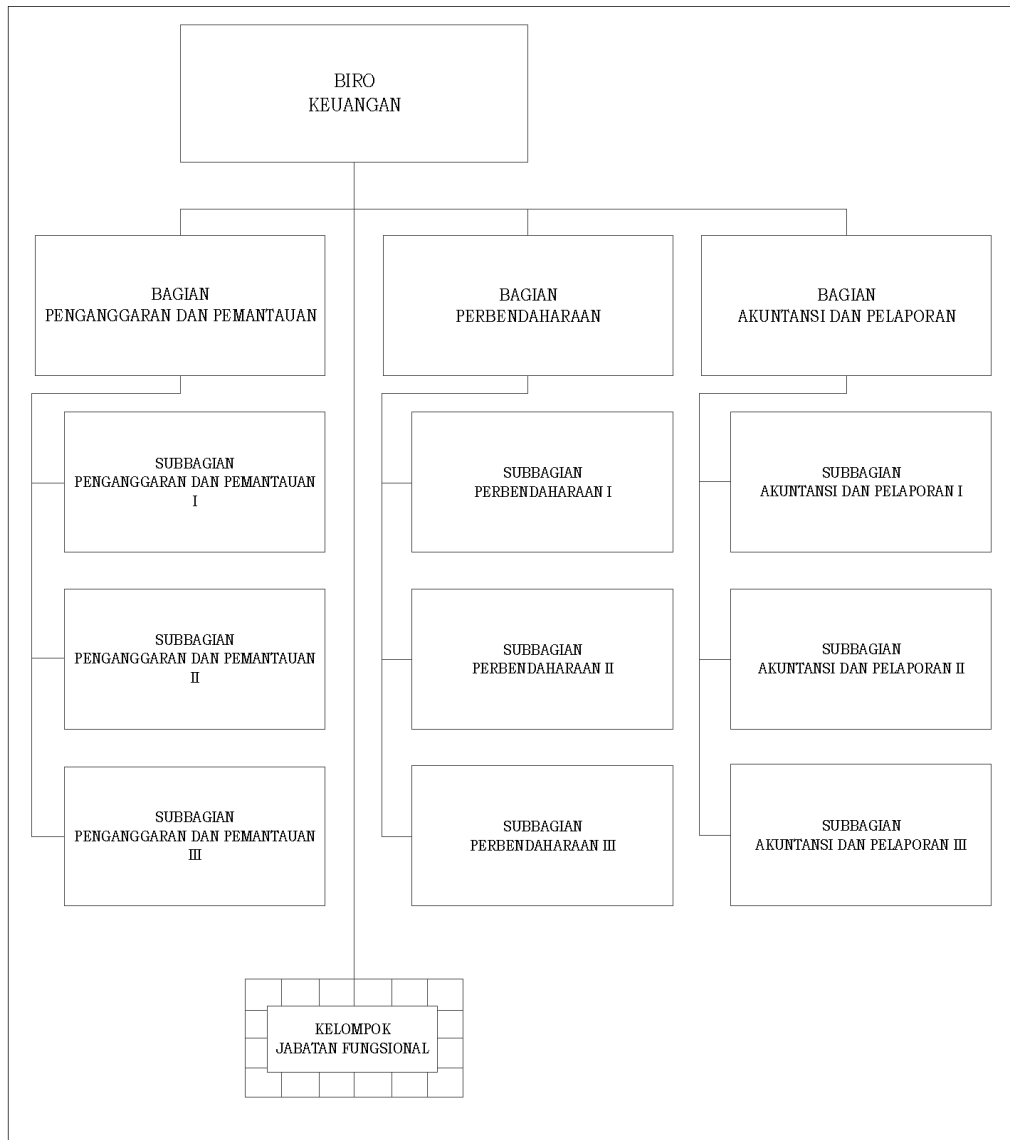 BIRO
KEUANGAN
BAGIAN
PENGANGGARAN DAN PEMANTAUAN
BAGIAN
PERBENDAHARAAN
BAGIAN
AKUNTANSI DAN PELAPORAN
SUBBAGIAN
PENGANGGARAN DAN PEMANTAUAN
I
SUBBAGIAN
PERBENDAHARAAN I
SUBBAGIAN
AKUNTANSI DAN PELAPORAN I
SUBBAGIAN
PENGANGGARAN DAN PEMANTAUAN
II
SUBBAGIAN
PERBENDAHARAAN II
SUBBAGIAN
AKUNTANSI DAN PELAPORAN II
SUBBAGIAN
PENGANGGARAN DAN PEMANTAUAN
III
SUBBAGIAN
PERBENDAHARAAN III
SUBBAGIAN
AKUNTANSI DAN PELAPORAN III
KELOMPOK
JABATAN FUNGSIONAL